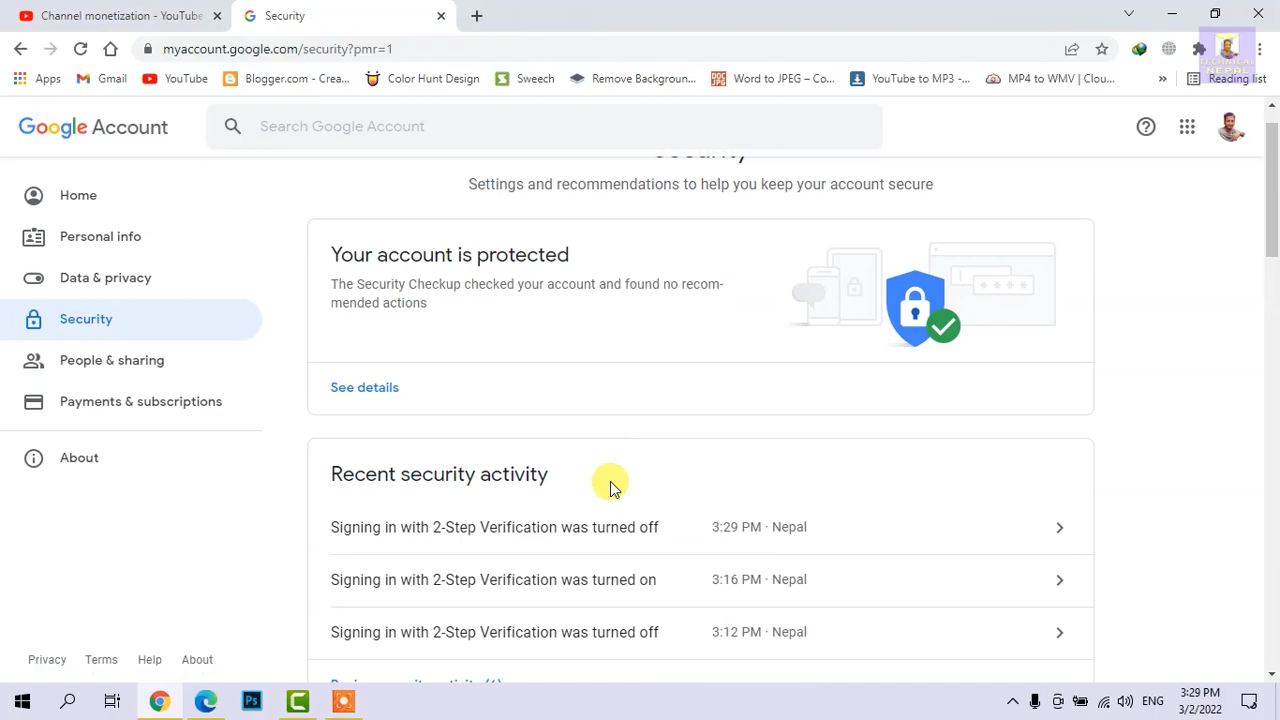 Channel monetization - YouTube
Security
myaccount.google.com/security?pmr=1
Apps
Gmail
YouTube
Blogger.com - Crea...
Color Hunt Design
Sweech
Remove Backgroun...
Word to JPEG – Co...
YouTube to MP3 -...
MP4 to WMV | Clou...
»
Reading list
TECHNICAL
NEPAL
Google Account
Search Google Account
Security
Settings and recommendations to help you keep your account secure
Home
Personal info
Data & privacy
Security
People & sharing
Payments & subscriptions
About
Your account is protected
The Security Checkup checked your account and found no recom-
mended actions
See details
Recent security activity
Signing in with 2-Step Verification was turned off 3:29 PM · Nepal
Signing in with 2-Step Verification was turned on 3:16 PM · Nepal
Signing in with 2-Step Verification was turned off 3:12 PM · Nepal
Privacy Terms Help About
Ps
ENG
3:29 PM
3/2/2022